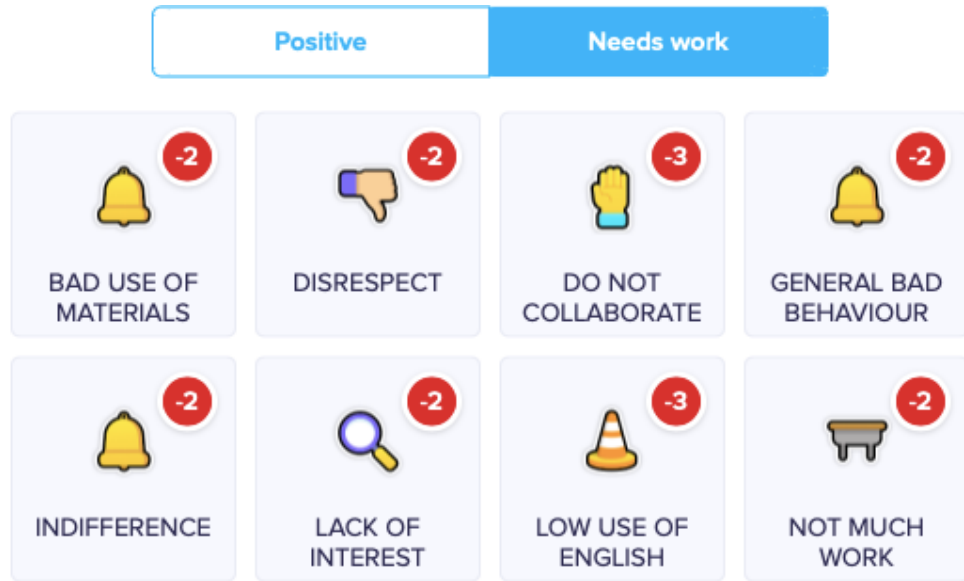 Positive
Needs work
-2
BAD USE OF
MATERIALS
-2
DISRESPECT
-3
DO NOT
COLLABORATE
-2
GENERAL BAD
BEHAVIOUR
-2
INDIFFERENCE
-2
LACK OF
INTEREST
-3
LOW USE OF
ENGLISH
-2
NOT MUCH
WORK